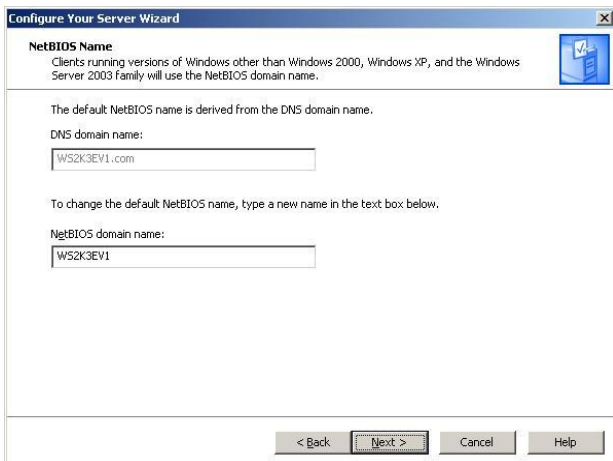 Configure Your Server Wizard
NetBIOS Name
Clients running versions of Windows other than Windows 2000, Windows XP, and the Windows
Server 2003 family will use the NetBIOS domain name.
The default NetBIOS name is derived from the DNS domain name.
DNS domain name:
WS2K3EV1.com
To change the default NetBIOS name, type a new name in the text box below.
NetBIOS domain name:
WS2K3EV1
< Back Next > Cancel Help